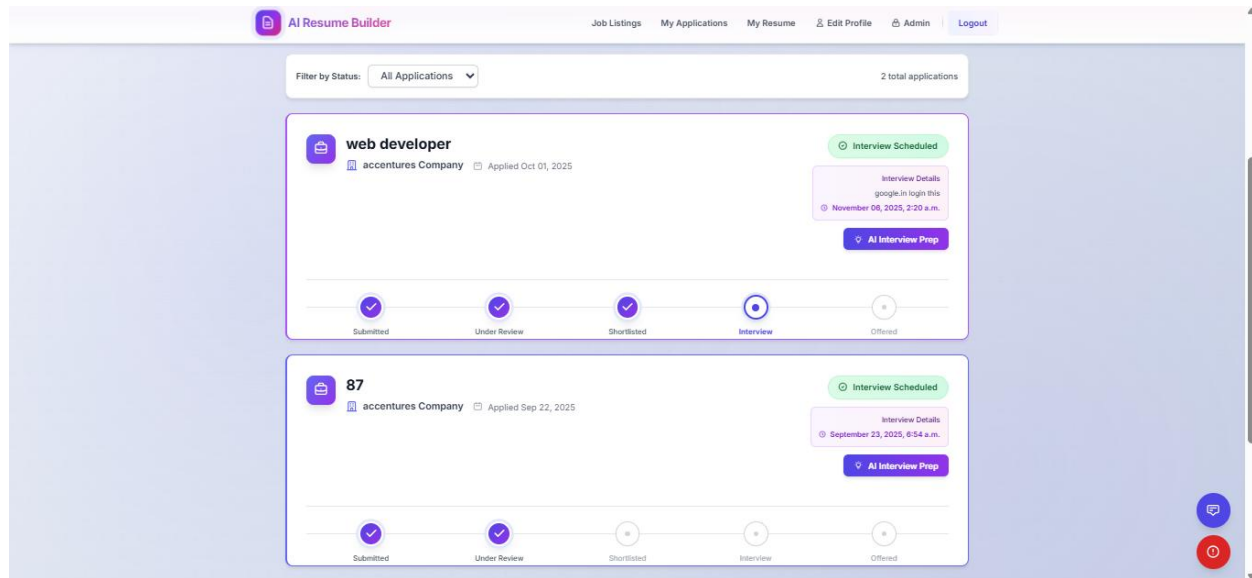 AI Resume Builder
Job Listings My Applications My Resume Edit Profile Admin Logout
Filter by Status: All Applications 2 total applications
web developer
accentures Company Applied Oct 01, 2025
Interview Scheduled
Interview Details
google.in login this
November 06, 2025, 2:20 a.m.
AI Interview Prep
Submitted Under Review Shortlisted Interview Offered
87
accentures Company Applied Sep 22, 2025
Interview Scheduled
Interview Details
September 23, 2025, 6:54 a.m.
AI Interview Prep
Submitted Under Review Shortlisted Interview Offered